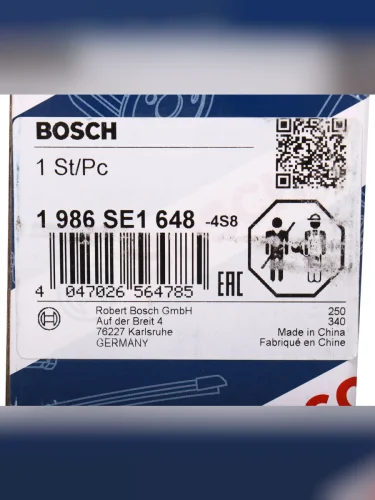 BOSCH
1 St/Pc
1 986 SE1 648 -4S8
4 047026 564785
EAC
Robert Bosch GmbH
Auf der Breit 4
76227 Karlsruhe
GERMANY
250
340
Made in China
Fabriqué en Chine